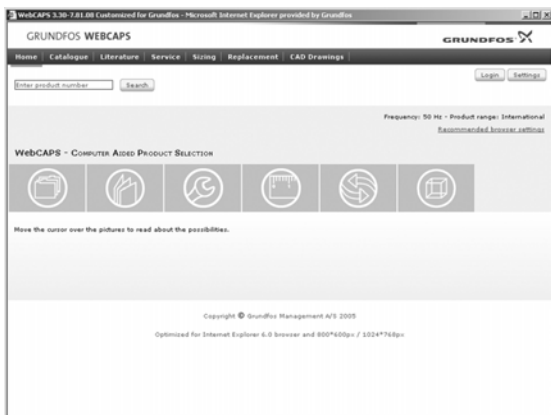 WebCAPS 3.30-7.01.08 Customized for Grundfos - Microsoft Internet Explorer provided by Grundfos
GRUNDFOS WEBCAPS
GRUNDFOS
Home Catalogue Literature Service Sizing Replacement CAD Drawings
Login Settings
Enter product number Search
Frequency: 50 Hz - Product range: International
Recommended browser settings
WebCAPS - Computer Aided Product Selection
Move the cursor over the pictures to read about the possibilities.
Copyright © Grundfos Management A/S 2005
Optimized for Internet Explorer 6.0 browser and 800*600px / 1024*768px